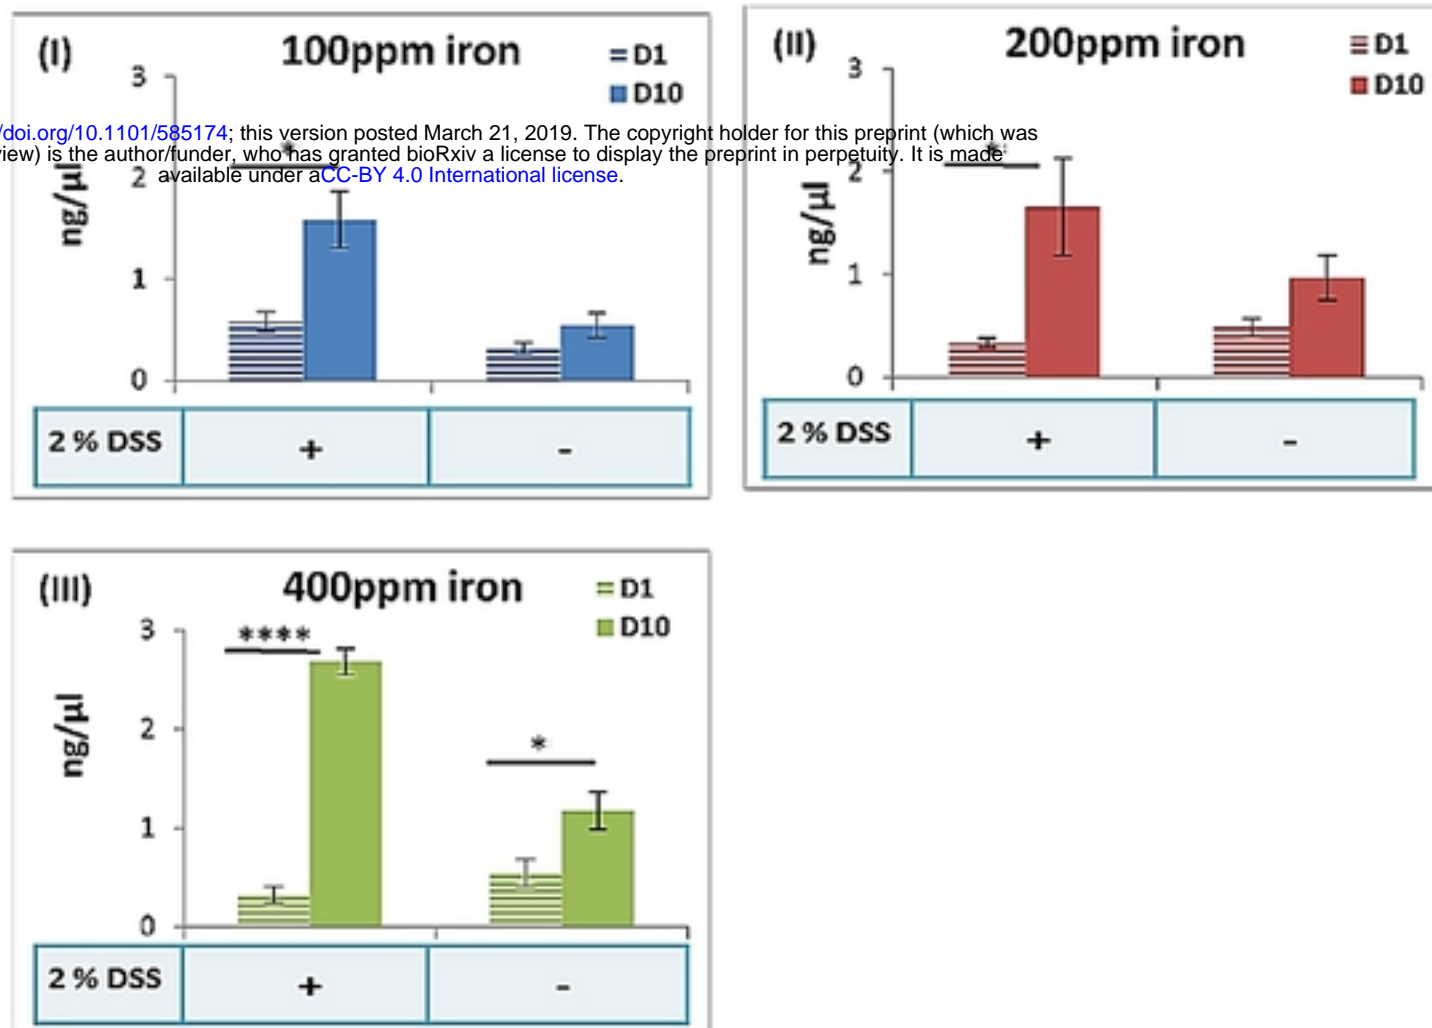 (I)
100ppm iron
D1
D10
3
2
1
0
ng/µl
*
2 % DSS
+
-
(II)
200ppm iron
D1
D10
3
2
1
0
ng/µl
*
2 % DSS
+
-
/doi.org/10.1101/585174; this version posted March 21, 2019. The copyright holder for this preprint (which was
view) is the author/funder, who has granted bioRxiv a license to display the preprint in perpetuity. It is made
available under aCC-BY 4.0 International license.
(III)
400ppm iron
D1
D10
3
2
1
0
ng/µl
****
*
2 % DSS
+
-